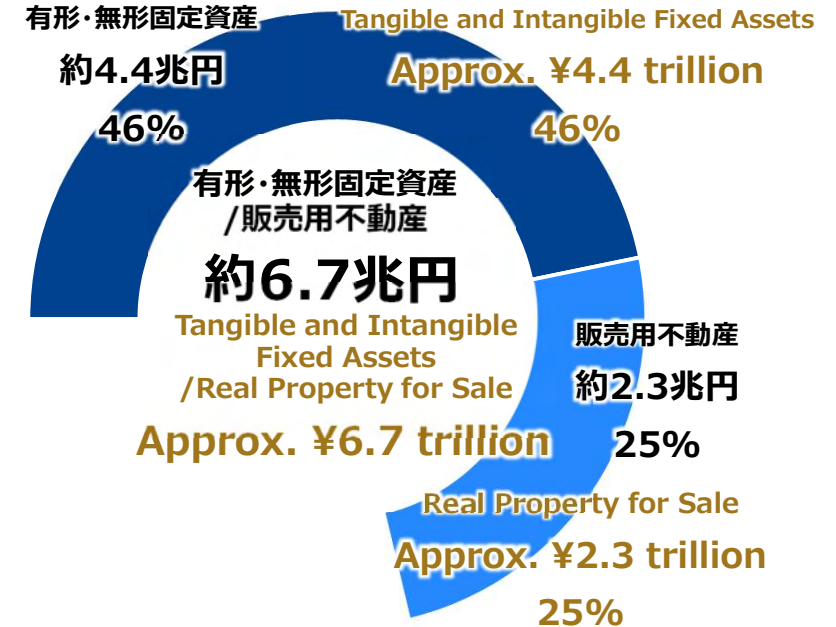 有形・無形固定資産
約4.4兆円
46%
Tangible and Intangible Fixed Assets
Approx. ¥4.4 trillion
46%
有形・無形固定資産
/販売用不動産
約6.7兆円
Tangible and Intangible
Fixed Assets
/Real Property for Sale
Approx. ¥6.7 trillion
販売用不動産
約2.3兆円
25%
Real Property for Sale
Approx. ¥2.3 trillion
25%